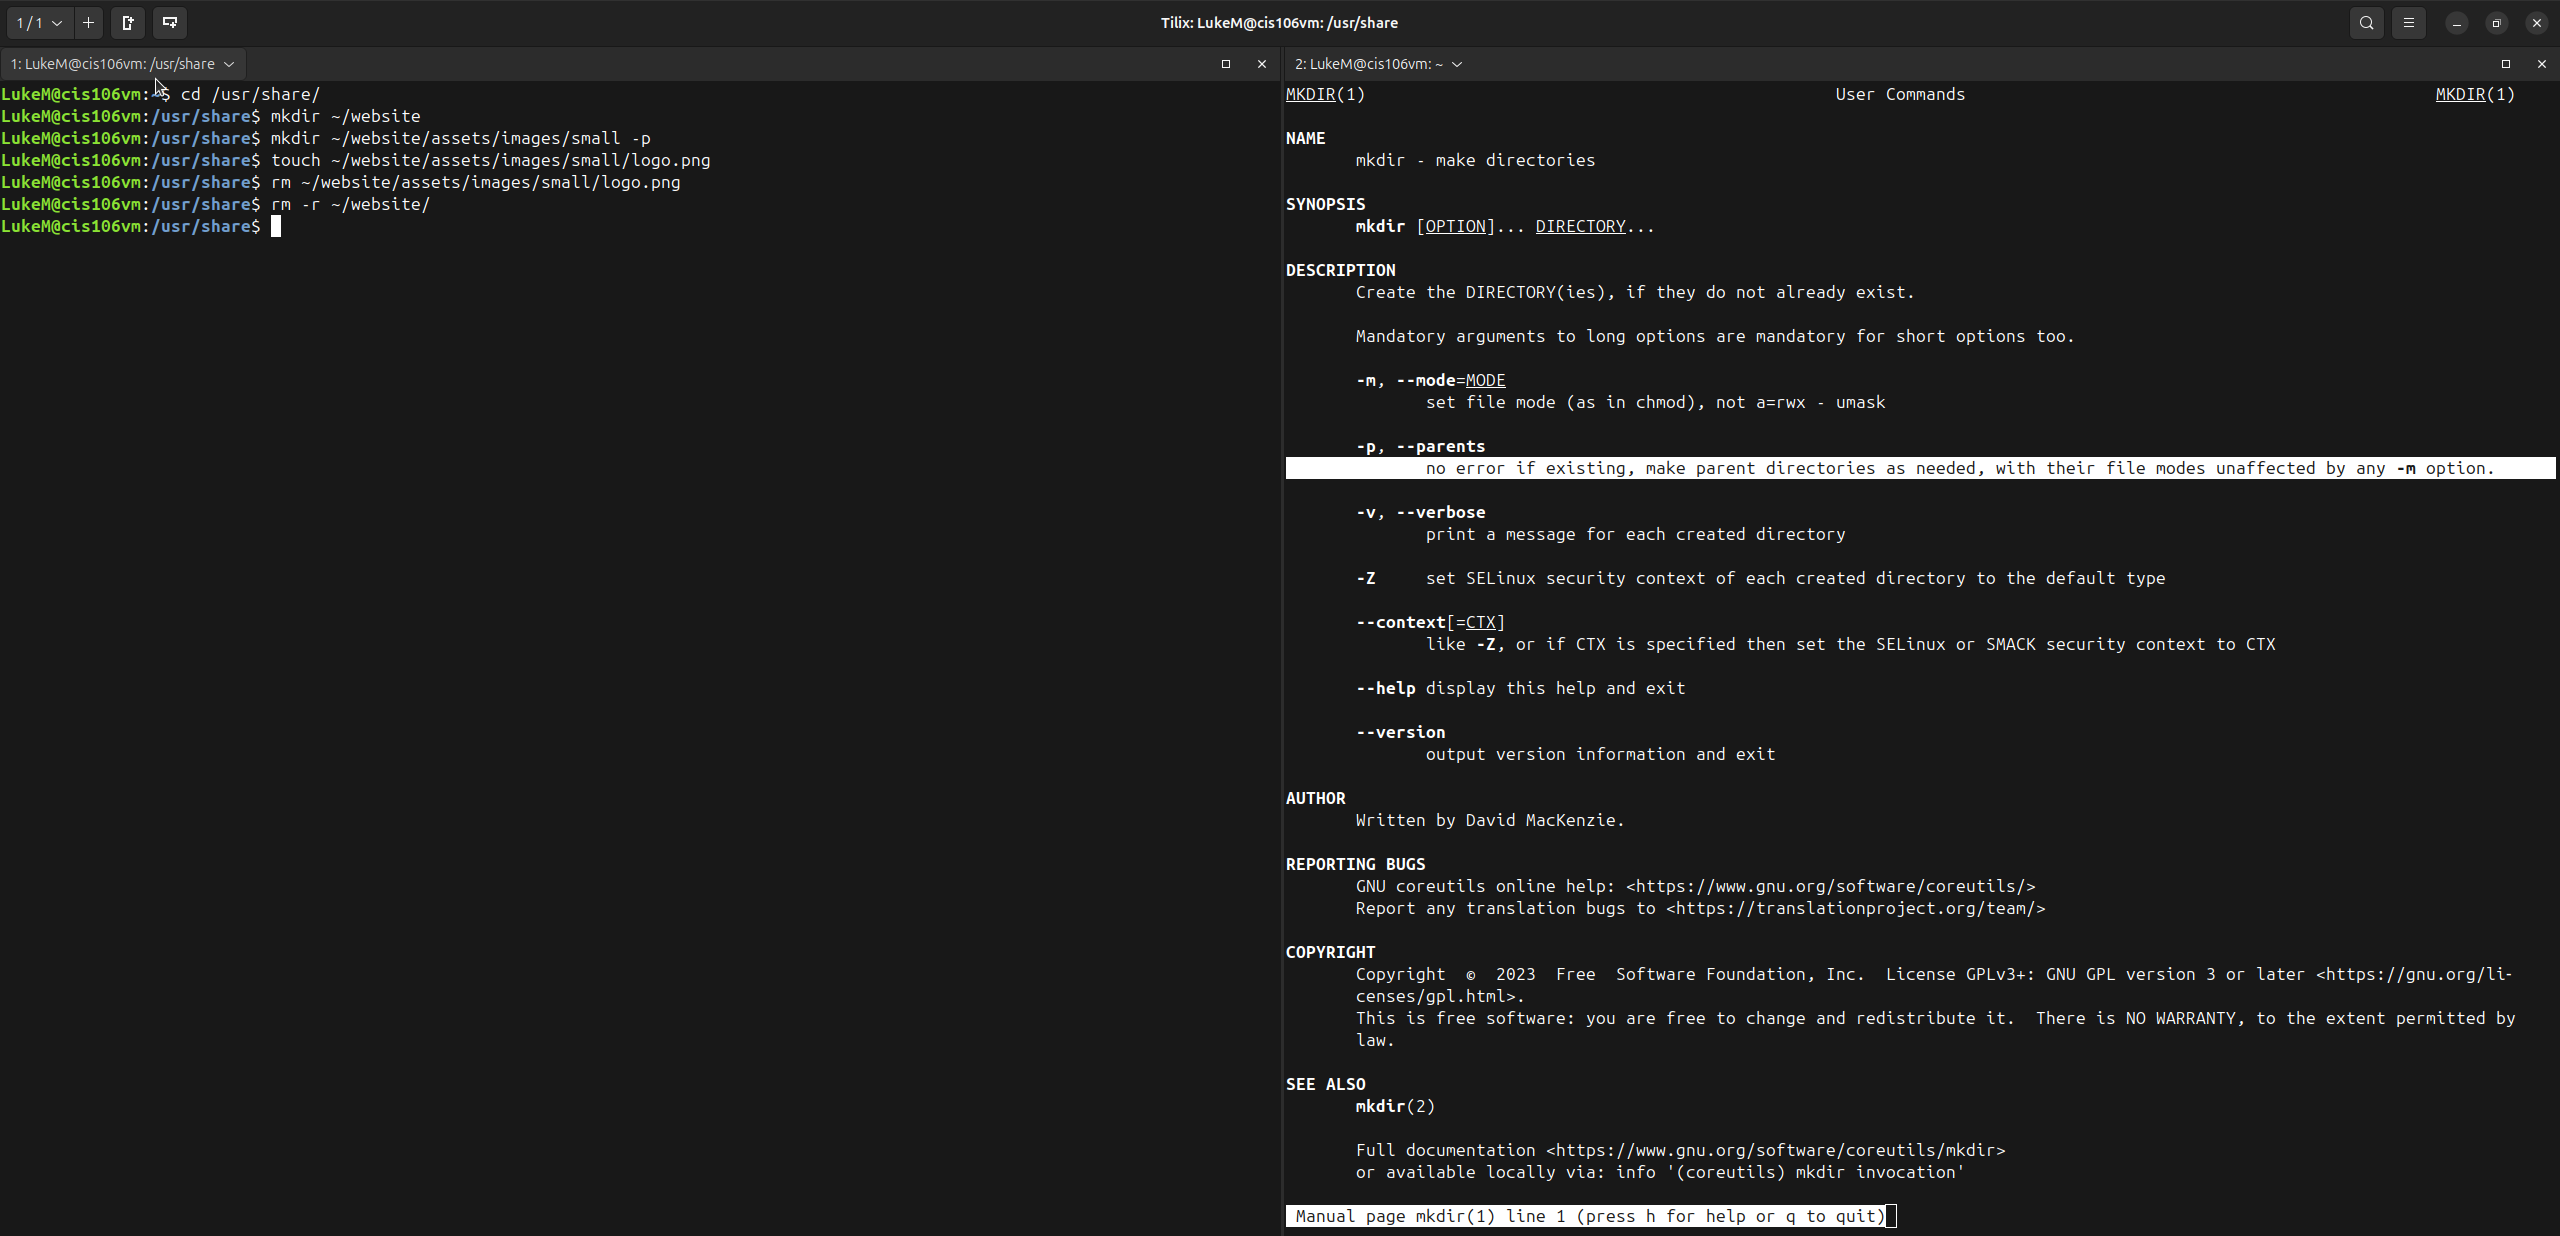 1 / 1
Tilix: LukeM@cis106vm: /usr/share
1: LukeM@cis106vm: /usr/share
LukeM@cis106vm:~$ cd /usr/share/
LukeM@cis106vm:/usr/share$ mkdir ~/website
LukeM@cis106vm:/usr/share$ mkdir ~/website/assets/images/small -p
LukeM@cis106vm:/usr/share$ touch ~/website/assets/images/small/logo.png
LukeM@cis106vm:/usr/share$ rm ~/website/assets/images/small/logo.png
LukeM@cis106vm:/usr/share$ rm -r ~/website/
LukeM@cis106vm:/usr/share$
2: LukeM@cis106vm: ~
MKDIR(1) User Commands MKDIR(1)
NAME
mkdir - make directories
SYNOPSIS
mkdir [OPTION]... DIRECTORY...
DESCRIPTION
Create the DIRECTORY(ies), if they do not already exist.
Mandatory arguments to long options are mandatory for short options too.
-m, --mode=MODE
set file mode (as in chmod), not a=rwx - umask
-p, --parents
no error if existing, make parent directories as needed, with their file modes unaffected by any -m option.
-v, --verbose
print a message for each created directory
-Z set SELinux security context of each created directory to the default type
--context[=CTX]
like -Z, or if CTX is specified then set the SELinux or SMACK security context to CTX
--help display this help and exit
--version
output version information and exit
AUTHOR
Written by David MacKenzie.
REPORTING BUGS
GNU coreutils online help: <https://www.gnu.org/software/coreutils/>
Report any translation bugs to <https://translationproject.org/team/>
COPYRIGHT
Copyright © 2023 Free Software Foundation, Inc. License GPLv3+: GNU GPL version 3 or later <https://gnu.org/li-
censes/gpl.html>.
This is free software: you are free to change and redistribute it. There is NO WARRANTY, to the extent permitted by
law.
SEE ALSO
mkdir(2)
Full documentation <https://www.gnu.org/software/coreutils/mkdir>
or available locally via: info '(coreutils) mkdir invocation'
Manual page mkdir(1) line 1 (press h for help or q to quit)